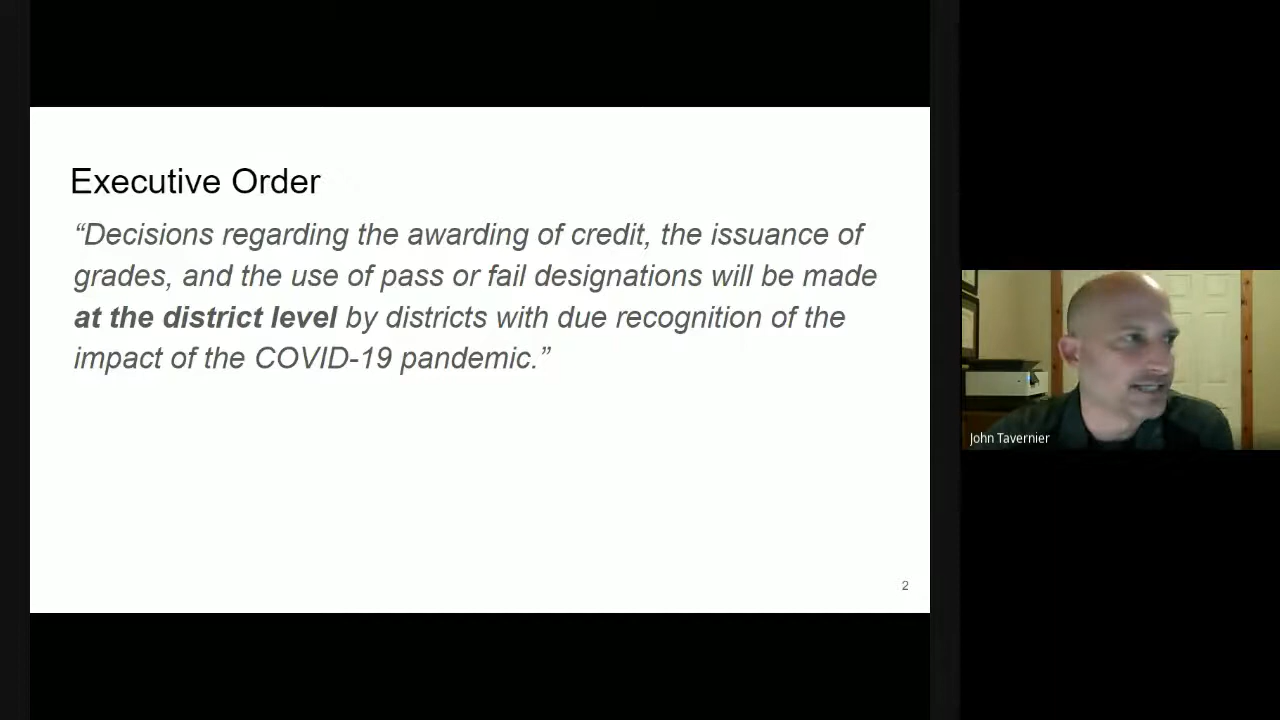 Executive Order
“Decisions regarding the awarding of credit, the issuance of
grades, and the use of pass or fail designations will be made
at the district level by districts with due recognition of the
impact of the COVID-19 pandemic.”
2
John Tavernier